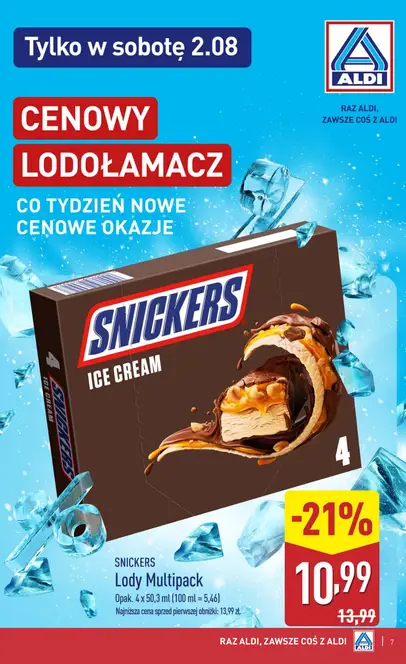 Tylko w sobotę 2.08
ALDI
RAZ ALDI,
ZAWSZE COŚ Z ALDI
CENOWY
LODOŁAMACZ
CO TYDZIEŃ NOWE
CENOWE OKAZJE
SNICKERS
ICE CREAM
4
ICE CREAM
SNICKERS
4
-21%
10,99
13,99
SNICKERS
Lody Multipack
Opak. 4 x 50,3 ml (100 ml = 5,46)
Najniższa cena sprzed pierwszej obniżki: 13,99 zł.
RAZ ALDI, ZAWSZE COŚ Z ALDI
ALDI
7